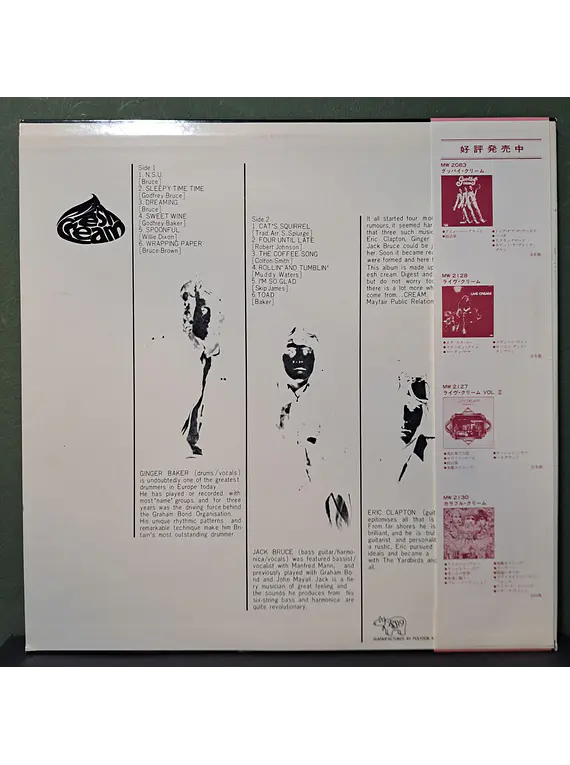 fresh
cream
Side 1
1. N.S.U.
[Bruce]
2. SLEEPY TIME TIME
[Godfrey-Bruce]
3. DREAMING
[Bruce]
4. SWEET WINE
[Godfrey-Baker]
5. SPOONFUL
[Willie Dixon]
6. WRAPPING PAPER
[Bruce-Brown]
Side 2
1. CAT'S SQUIRREL
[Trad. Arr. S. Splurge]
2. FOUR UNTIL LATE
[Robert Johnson]
3. THE COFFEE SONG
[Colton-Smith]
4. ROLLIN' AND TUMBLIN'
[Muddy Waters]
5. I'M SO GLAD
[Skip James]
6. TOAD
[Baker]
It all started four
rumours, it seemed
that three such
Eric Clapton, Ginger
Jack Bruce could be
her. Soon it became
were formed and here
This album is made up
esh cream. Digest and
but do not worry
there is a lot more
come from...CREAM.
Mayfair Public
GINGER BAKER (drums/vocals)
is undoubtedly one of the greatest
drummers in Europe today.
He has played or recorded with
most "name" groups, and for three
years was the driving force behind
the Graham Bond Organisation.
His unique rhythmic patterns and
remarkable technique make him Bri-
tain's most outstanding drummer.
JACK BRUCE (bass guitar/harmo-
nica/vocals) was featured bassist/
vocalist with Manfred Mann, and
previously played with Graham Bo-
nd and John Mayall. Jack is a fie-
ry musician of great feeling and
the sounds he produces from his
six-string bass and harmonica are
quite revolutionary.
ERIC CLAPTON
epitomises all that is
From far shores he is
brilliant, and he is
guitarist and
a rustic, Eric pursued
ideals and became a
with The Yardbirds
all.
RSO
MANUFACTURED BY POLYDOR
好評発売中
MW 2083
グッバイ・クリーム
MW 2128
ライヴ・クリーム
LIVE CREAM
MW 2127
ライヴ・クリーム VOL. Ⅱ
MW 2130
カラフル・クリーム